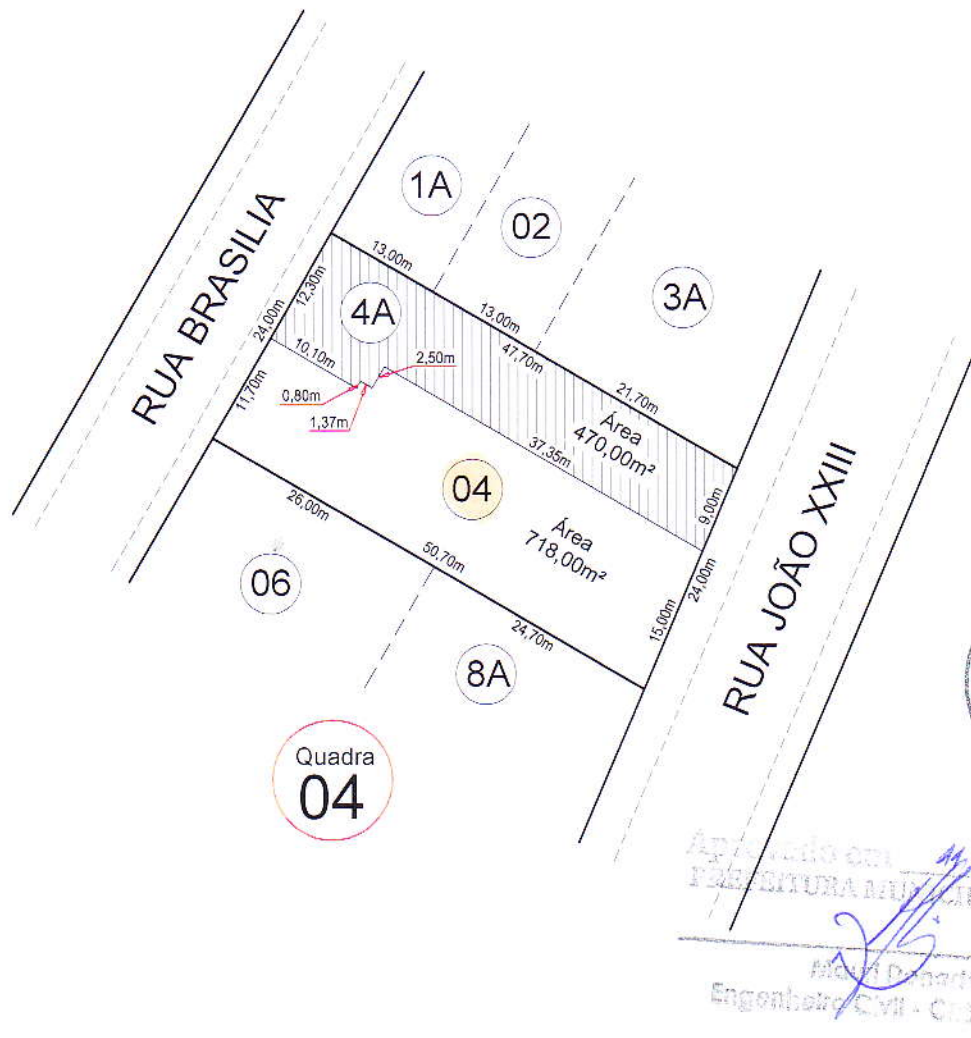 1A
02
3A
RUA BRASILIA
13,00m
12,30m
4A
24,00m
13,00m
47,70m
10,10m
2,50m
0,80m
1,37m
21,70m
11,70m
Área
470,00m²
37,35m
9,00m
04
Área
718,00m²
26,00m
50,70m
24,70m
15,00m
24,00m
RUA JOÃO XXIII
06
8A
Quadra
04
Aprovado em
PREFEITURA
Engenheiro Civil